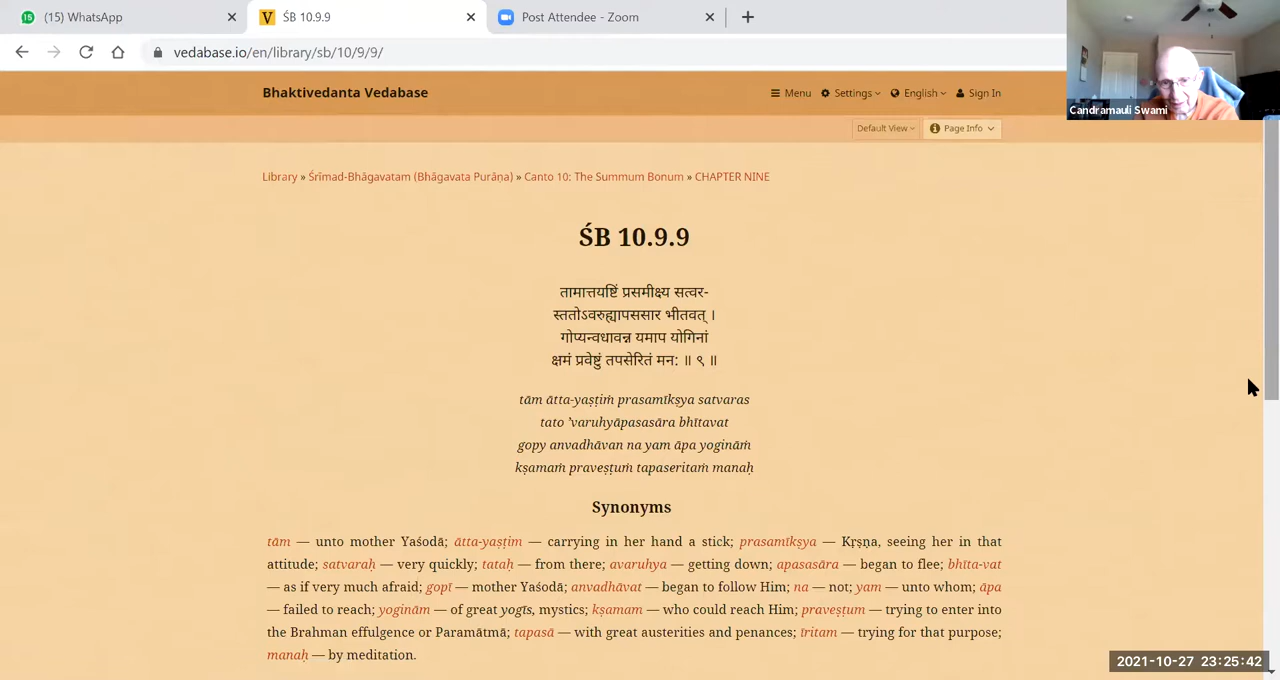 (15) WhatsApp
ŚB 10.9.9
Post Attendee - Zoom
vedabase.io/en/library/sb/10/9/9/
Candramauli Swami
Bhaktivedanta Vedabase
Menu
Settings
English
Sign In
Default View
Page Info
Library » Śrīmad-Bhāgavatam (Bhāgavata Purāṇa) » Canto 10: The Summum Bonum » CHAPTER NINE
ŚB 10.9.9
तामात्तयष्टिं प्रसमीक्ष्य सत्वर-
स्ततोऽवरुह्यापससार भीतवत् ।
गोप्यन्वधावन्न यमाप योगिनां
क्षमं प्रवेष्टुं तपसेरितं मन: ॥ ९ ॥
tām ātta-yaṣṭiṁ prasamīkṣya satvaras
tato ’varuhyāpasasāra bhītavat
gopy anvadhāvan na yam āpa yogināṁ
kṣamaṁ praveṣṭuṁ tapaseritaṁ manaḥ
Synonyms
tām — unto mother Yaśodā; ātta-yaṣṭim — carrying in her hand a stick; prasamīkṣya — Kṛṣṇa, seeing her in that
attitude; satvaraḥ — very quickly; tataḥ — from there; avaruhya — getting down; apasasāra — began to flee; bhīta-vat
— as if very much afraid; gopī — mother Yaśodā; anvadhāvat — began to follow Him; na — not; yam — unto whom; āpa
— failed to reach; yoginām — of great yogīs, mystics; kṣamam — who could reach Him; praveṣṭum — trying to enter into
the Brahman effulgence or Paramātmā; tapasā — with great austerities and penances; īritam — trying for that purpose;
manaḥ — by meditation.
2021-10-27 23:25:42